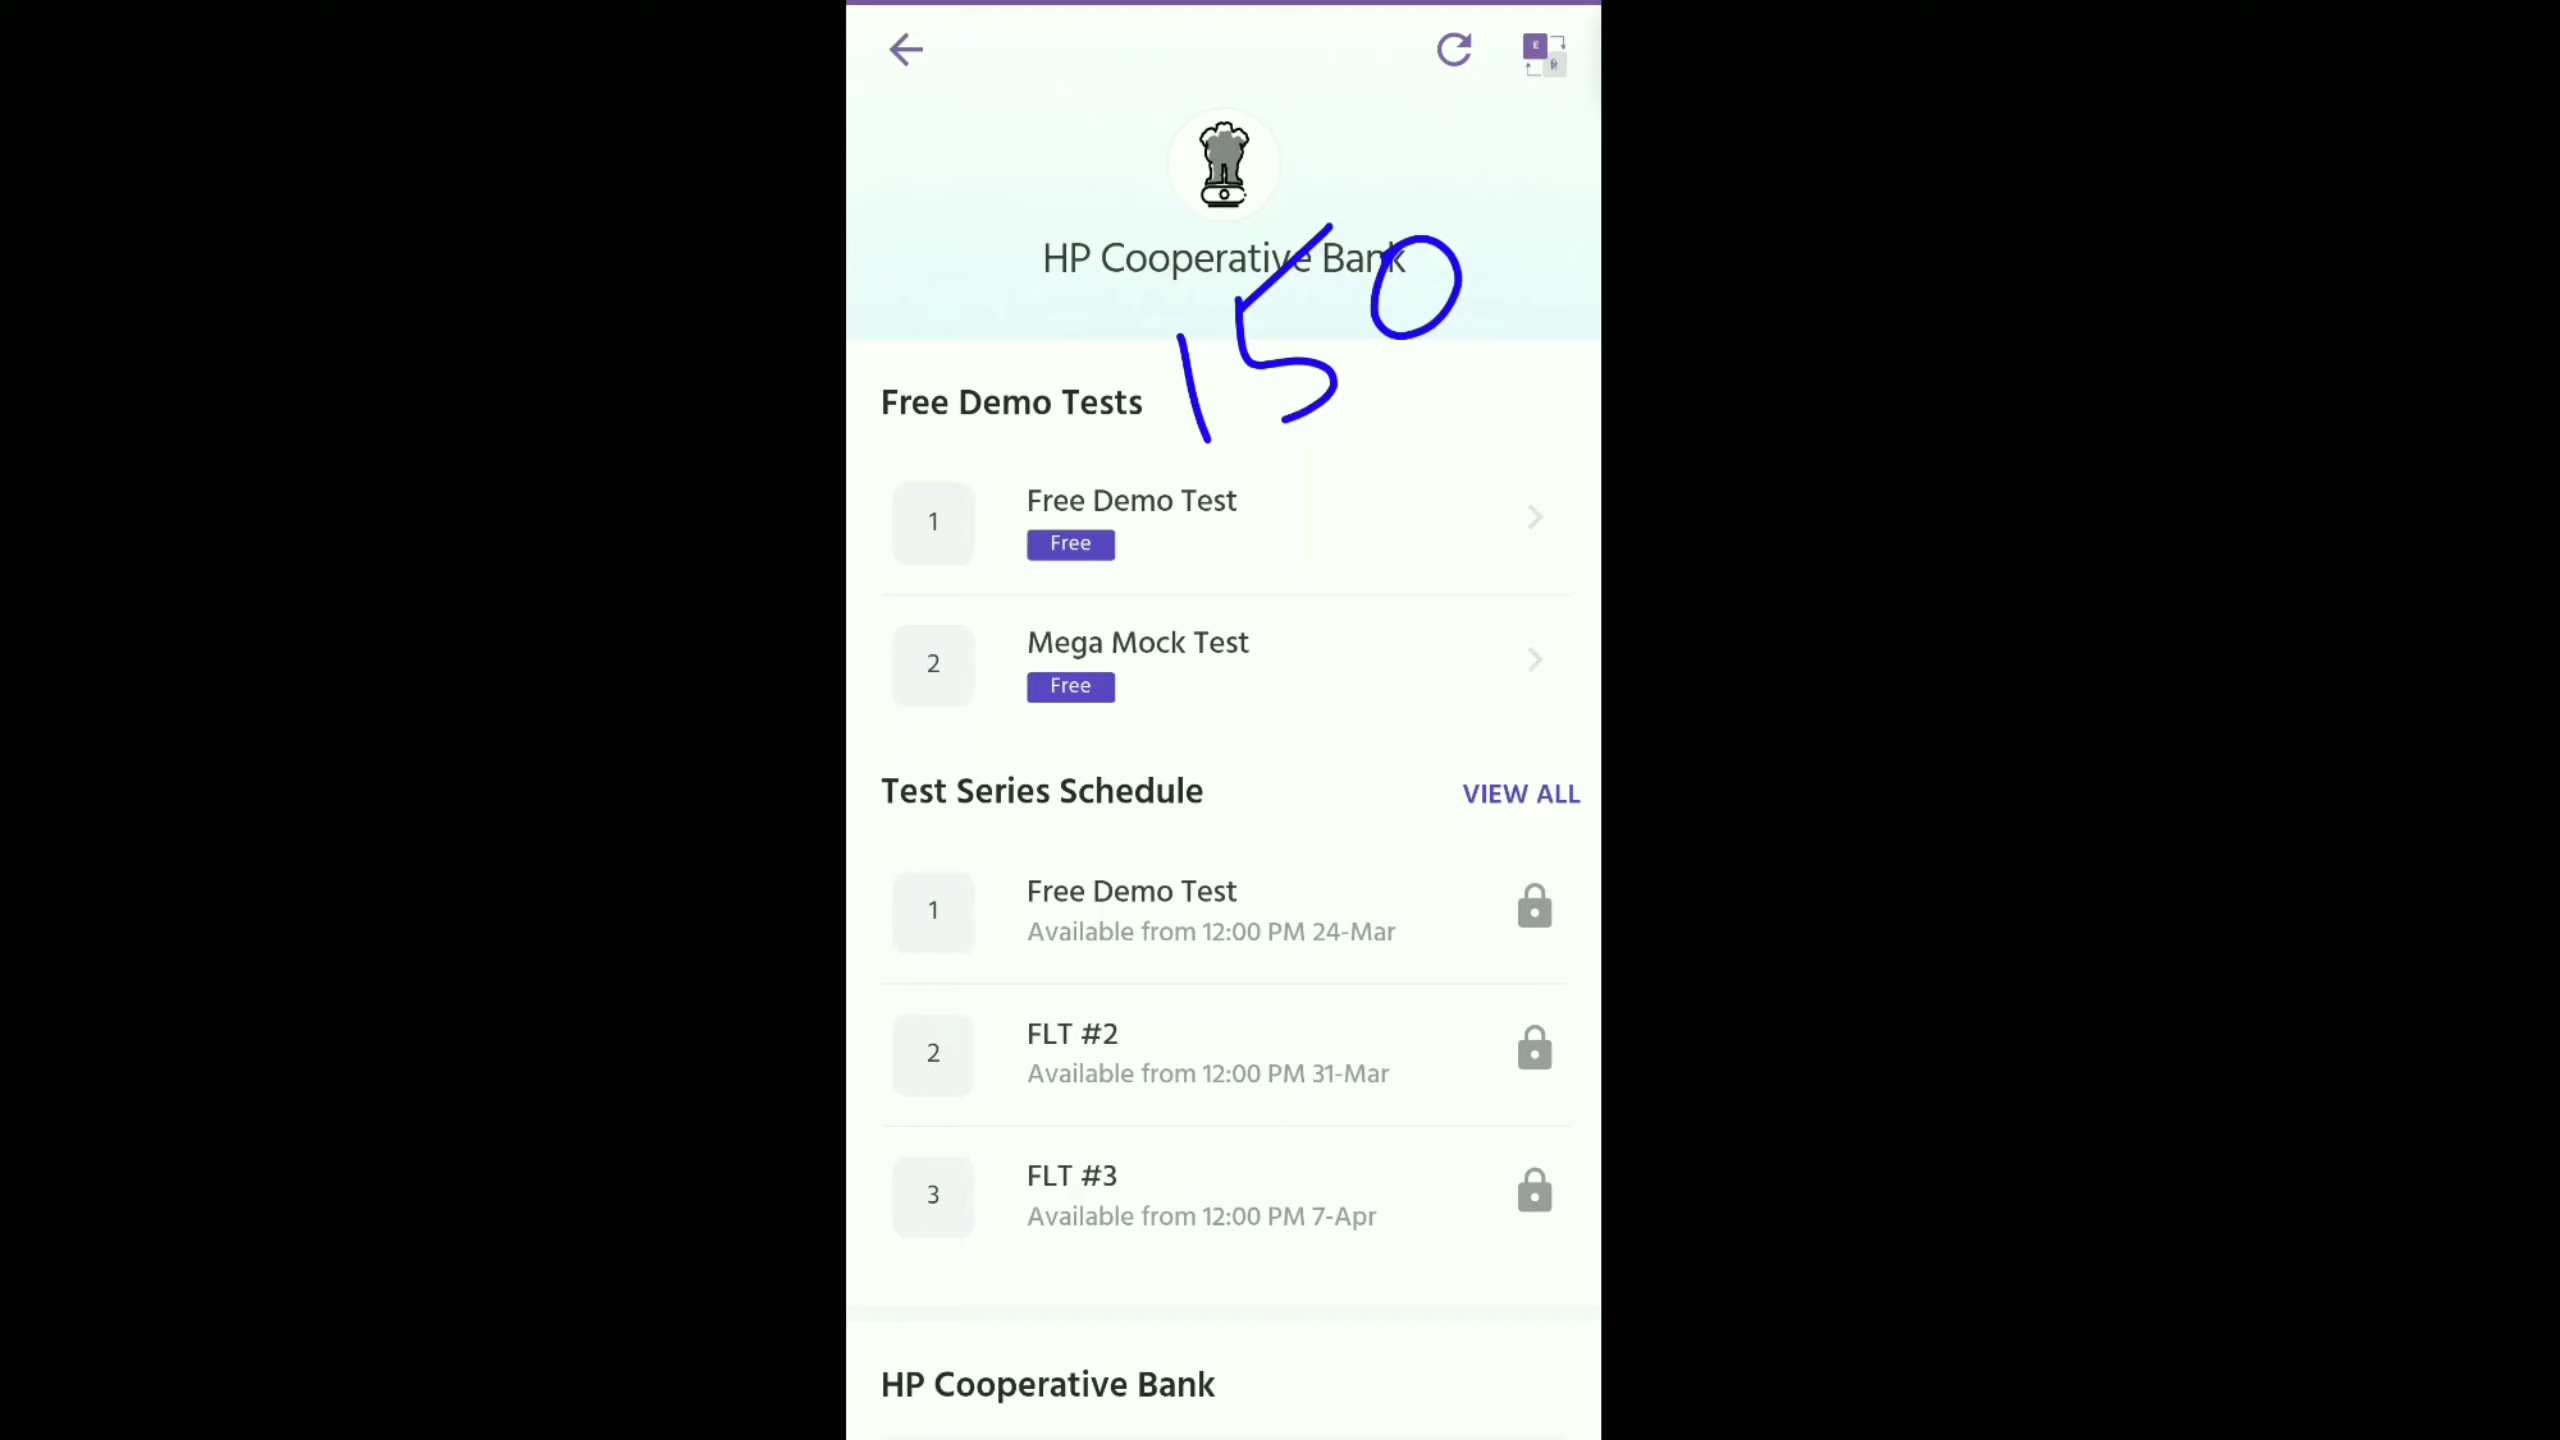 HP Cooperative Bank
150
Free Demo Tests
1
Free Demo Test
Free
2
Mega Mock Test
Free
Test Series Schedule
VIEW ALL
1
Free Demo Test
Available from 12:00 PM 24-Mar
2
FLT #2
Available from 12:00 PM 31-Mar
3
FLT #3
Available from 12:00 PM 7-Apr
HP Cooperative Bank